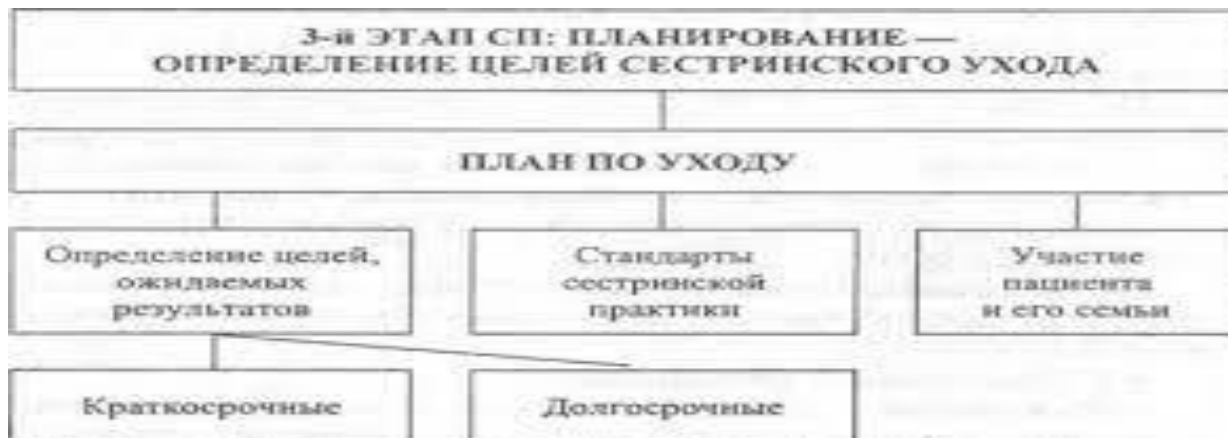 3-й ЭТАП СП: ПЛАНИРОВАНИЕ —
ОПРЕДЕЛЕНИЕ ЦЕЛЕЙ СЕСТРИНСКОГО УХОДА
ПЛАН ПО УХОДУ
Определение целей,
ожидаемых
результатов
Стандарты
сестринской
практики
Участие
пациента
и его семьи
Краткосрочные
Долгосрочные